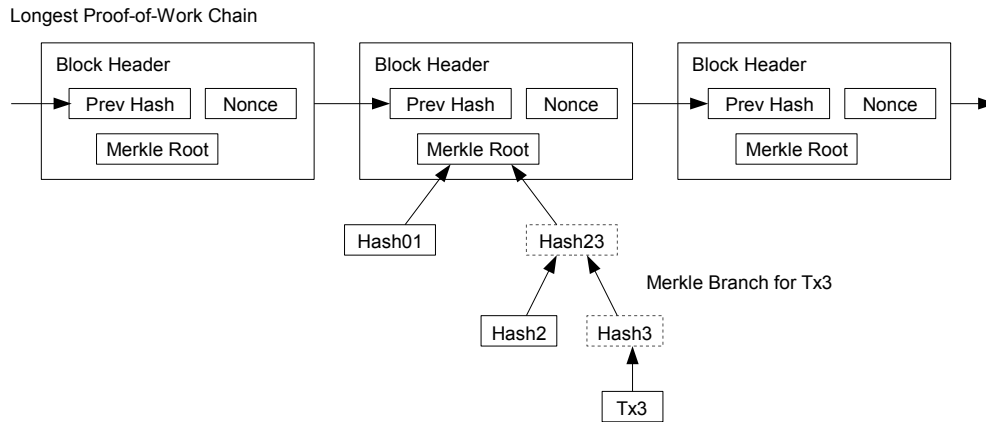 Longest Proof-of-Work Chain
Block Header
Prev Hash
Nonce
Merkle Root
Block Header
Prev Hash
Nonce
Merkle Root
Block Header
Prev Hash
Nonce
Merkle Root
Hash01
Hash23
Merkle Branch for Tx3
Hash2
Hash3
Tx3